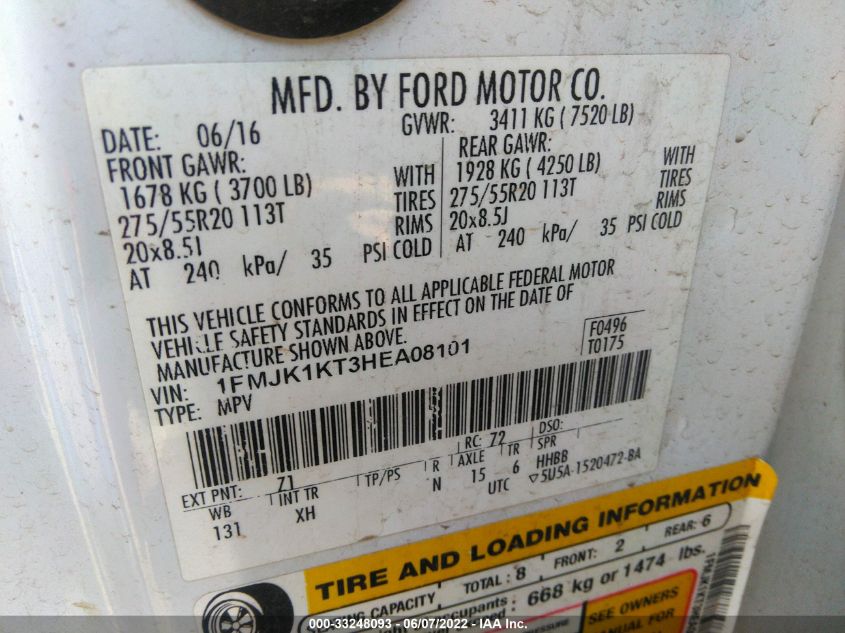 MFD. BY FORD MOTOR CO.
DATE: 06/16 GVWR: 3411 KG ( 7520 LB)
FRONT GAWR: REAR GAWR:
1678 KG ( 3700 LB) WITH 1928 KG ( 4250 LB) WITH
275/55R20 113T TIRES 275/55R20 113T TIRES
20x8.5J RIMS 20x8.5J RIMS
AT 240 kPa/ 35 PSI COLD AT 240 kPa/ 35 PSI COLD
THIS VEHICLE CONFORMS TO ALL APPLICABLE FEDERAL MOTOR
VEHICLE SAFETY STANDARDS IN EFFECT ON THE DATE OF
MANUFACTURE SHOWN ABOVE.
F0496
T0175
VIN: 1FMJK1KT3HEA08101
TYPE: MPV
EXT PNT: Z1 RC: 72 DSO:
WB INT TR TP/PS R AXLE TR SPR
131 XH N 15 6 HHBB
UTC ▽5U5A-1520472-BA
TIRE AND LOADING INFORMATION
SEATING CAPACITY TOTAL: 8 FRONT: 2 REAR: 6
occupants : 668 kg or 1474 lbs.
SEE OWNERS
MANUAL FOR
000-33248093 - 06/07/2022 - IAA Inc.